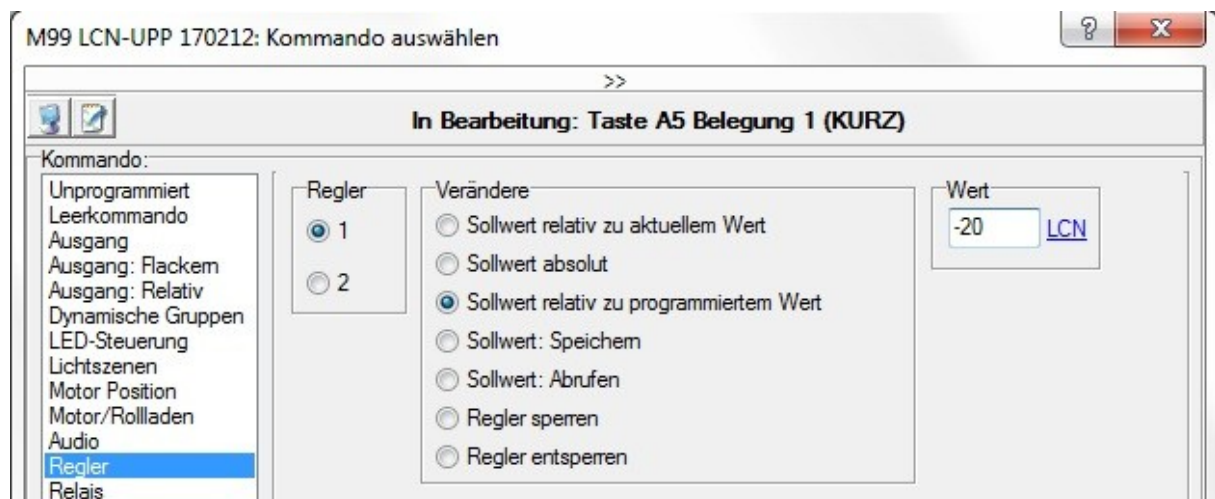 M99 LCN-UPP 170212: Kommando auswählen
?
X
>>
In Bearbeitung: Taste A5 Belegung 1 (KURZ)
Kommando:
Unprogrammiert
Leerkommando
Ausgang
Ausgang: Flackern
Ausgang: Relativ
Dynamische Gruppen
LED-Steuerung
Lichtszenen
Motor Position
Motor/Rollladen
Audio
Regler
Relais
Regler
1
2
Verändere
Sollwert relativ zu aktuellem Wert
Sollwert absolut
Sollwert relativ zu programmiertem Wert
Sollwert: Speichern
Sollwert: Abrufen
Regler sperren
Regler entsperren
Wert
-20 LCN